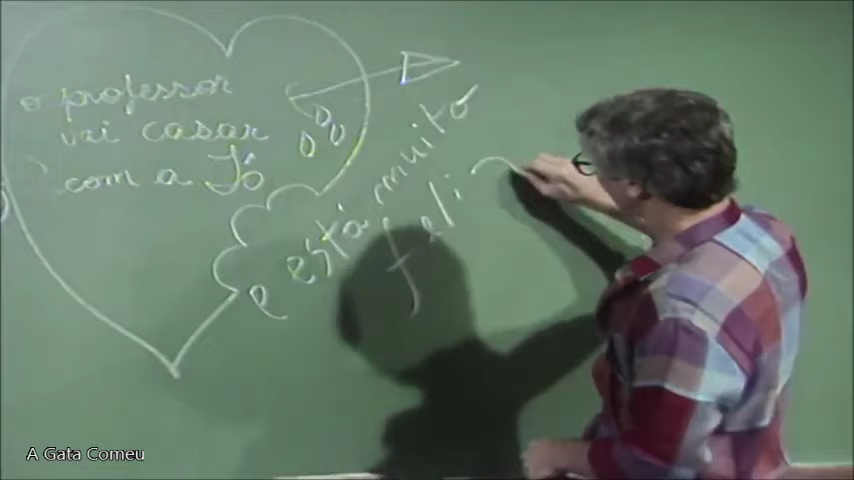 o professor
vai casar
com a Jô
e está muito
feli
A Gata Comeu